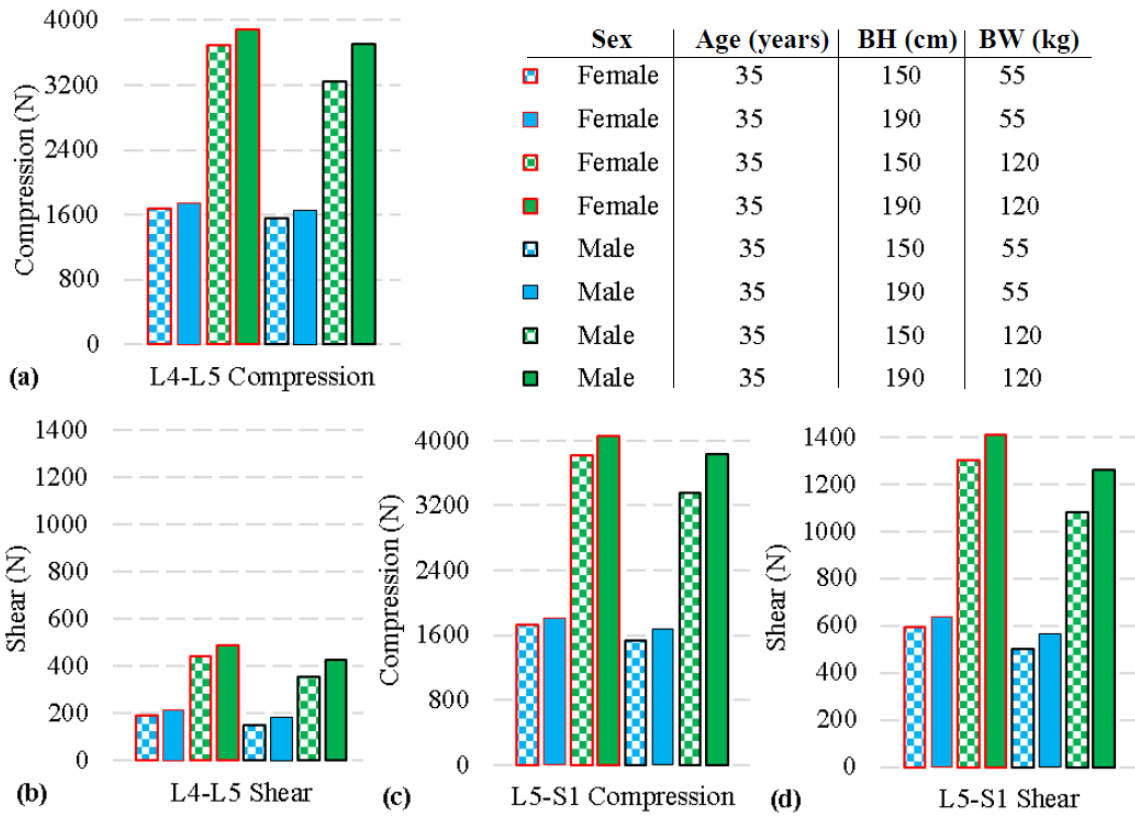 4000
3200
2400
1600
800
0
Compression (N)
(a)
L4-L5 Compression
Sex Age (years) BH (cm) BW (kg)
Female 35 150 55
Female 35 190 55
Female 35 150 120
Female 35 190 120
Male 35 150 55
Male 35 190 55
Male 35 150 120
Male 35 190 120
1400
1200
1000
800
600
400
200
0
Shear (N)
(b)
L4-L5 Shear
4000
3200
2400
1600
800
0
Compression (N)
(c)
L5-S1 Compression
1400
1200
1000
800
600
400
200
0
Shear (N)
(d)
L5-S1 Shear